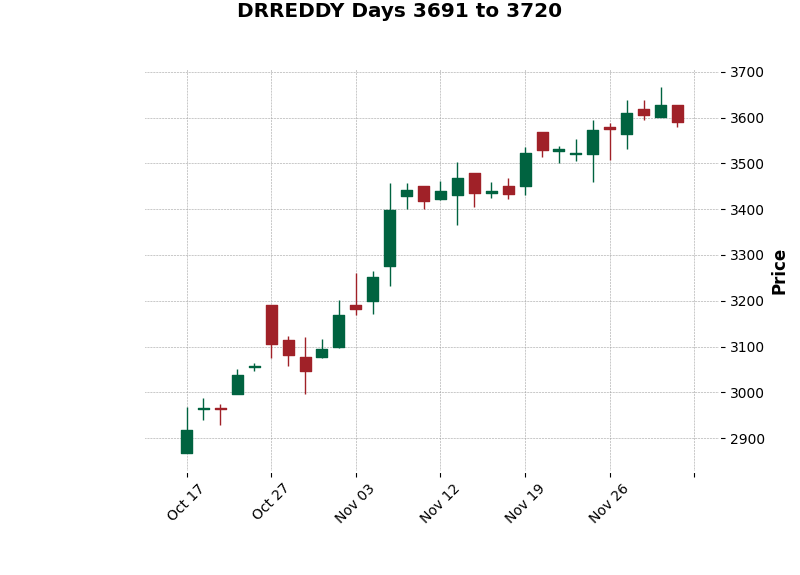 DRREDDY Days 3691 to 3720
3700
3600
3500
3400
3300
3200
3100
3000
2900
Price
Oct 17
Oct 27
Nov 03
Nov 12
Nov 19
Nov 26